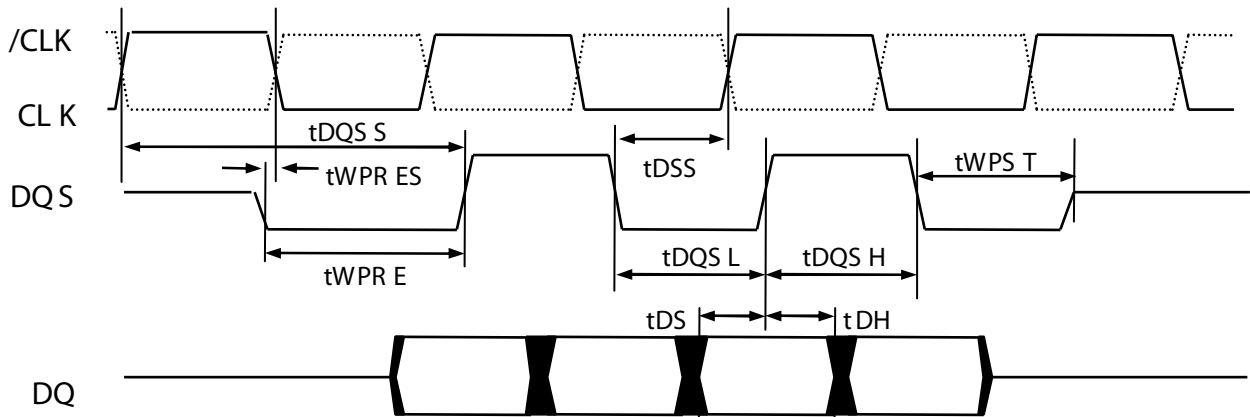 /CLK
CL K
tDQS S
tWPR ES
tDSS
tWPS T
DQ S
tWPR E
tDQS L
tDQS H
tDS
t DH
DQ